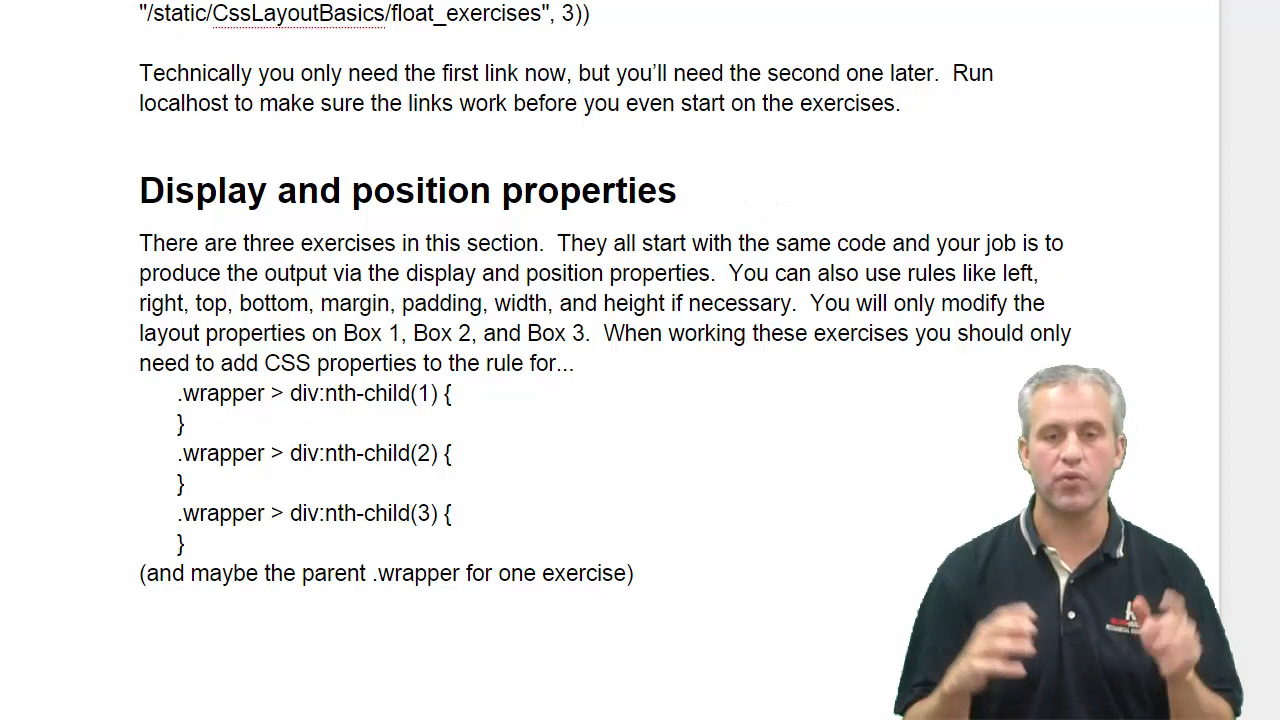 "/static/CssLayoutBasics/float_exercises", 3))
Technically you only need the first link now, but you’ll need the second one later.  Run
localhost to make sure the links work before you even start on the exercises.
Display and position properties
There are three exercises in this section.  They all start with the same code and your job is to
produce the output via the display and position properties.  You can also use rules like left,
right, top, bottom, margin, padding, width, and height if necessary.  You will only modify the
layout properties on Box 1, Box 2, and Box 3.  When working these exercises you should only
need to add CSS properties to the rule for...
.wrapper > div:nth-child(1) {
}
.wrapper > div:nth-child(2) {
}
.wrapper > div:nth-child(3) {
}
(and maybe the parent .wrapper for one exercise)